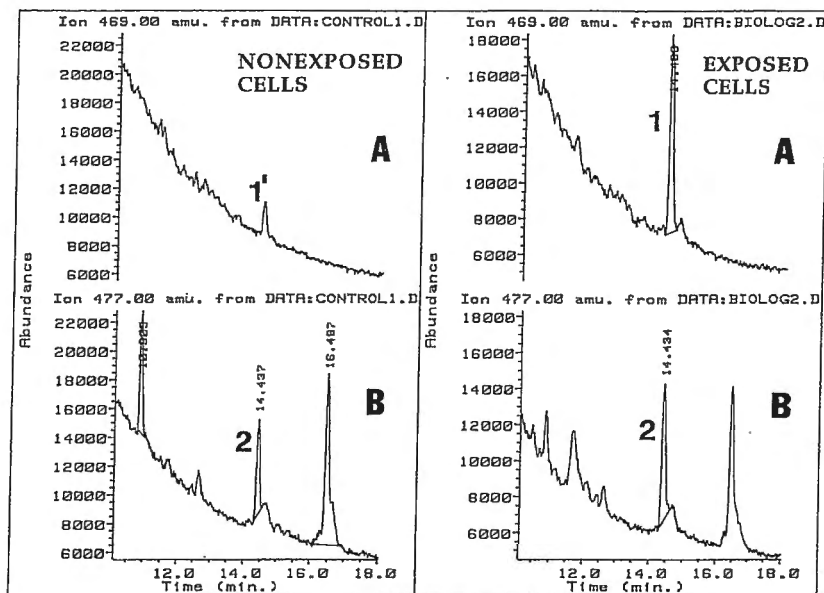 Ion 469.00 amu. from DATA:CONTROL1.D
22000
20000
18000
16000
14000
12000
10000
8000
6000
NONEXPOSED
CELLS
A
1'
Ion 477.00 amu. from DATA:CONTROL1.D
22000
20000
18000
16000
14000
12000
10000
8000
6000
14.437
16.497
2
B
12.0 14.0 16.0 18.0
Time (min.)
Abundance
Ion 469.00 amu. from DATA:BIOLOG2.D
18000
16000
14000
12000
10000
8000
6000
EXPOSED
CELLS
1
A
Ion 477.00 amu. from DATA:BIOLOG2.D
18000
16000
14000
12000
10000
8000
6000
14.434
2
B
12.0 14.0 16.0 18.0
Time (min.)
Abundance